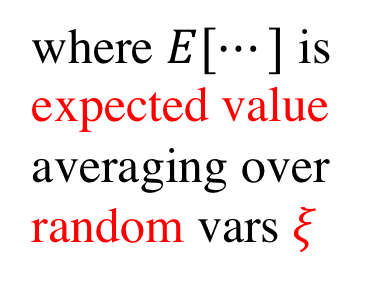 where 𝐸[⋯ ] is
expected value
averaging over
random vars 𝜉